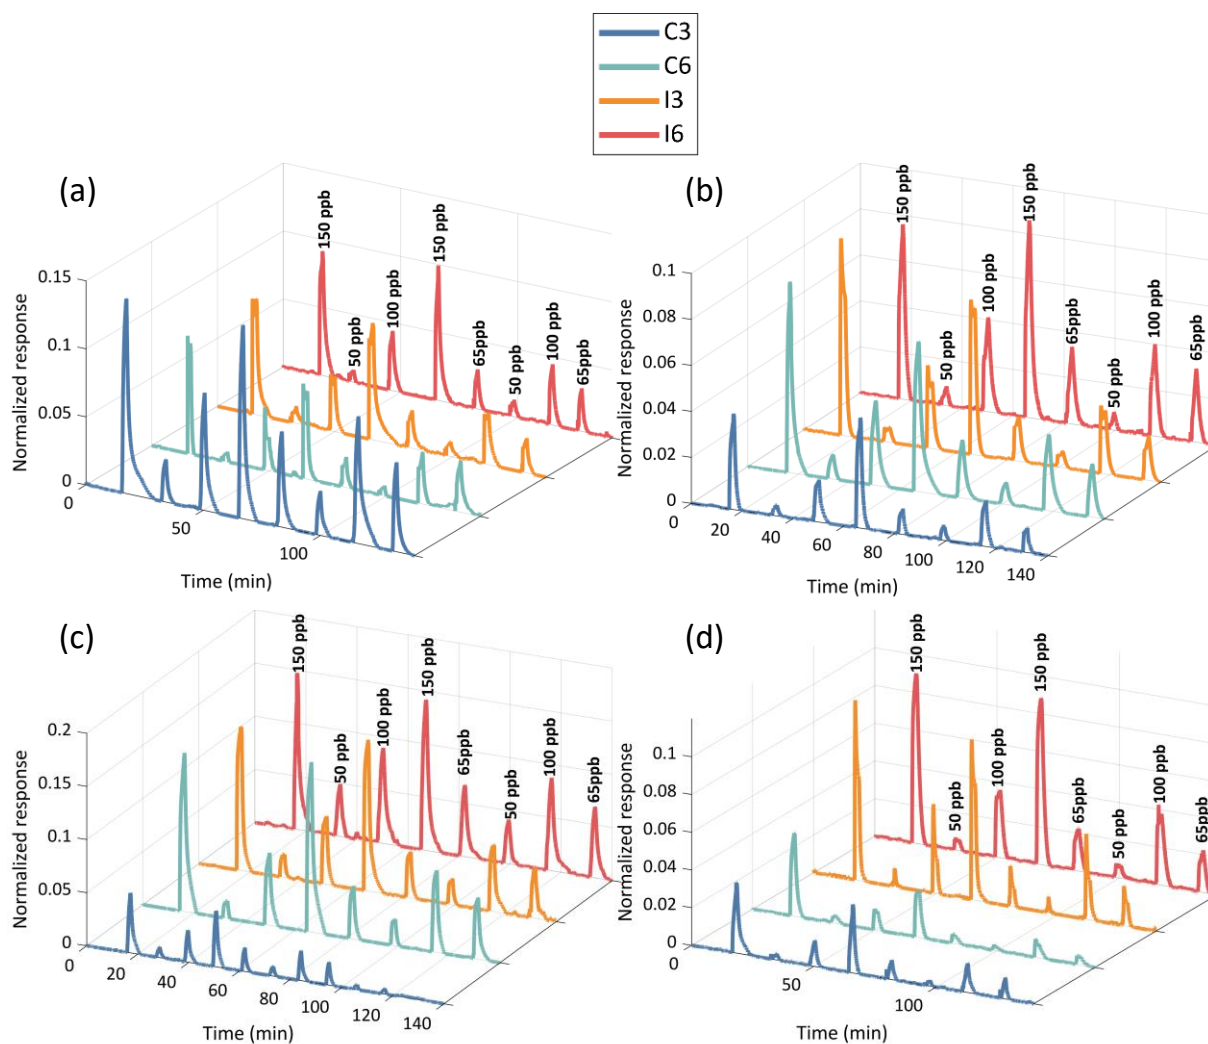 C3
C6
I3
I6
(a)
150 ppb
50 ppb
100 ppb
150 ppb
65ppb
50 ppb
100 ppb
65ppb
Normalized response
0.15
0.1
0.05
0
0
50
100
Time (min)
(b)
150 ppb
50 ppb
100 ppb
150 ppb
65ppb
50 ppb
100 ppb
65 ppb
Normalized response
0.1
0.08
0.06
0.04
0.02
0
0
20
40
60
80
100
120
140
Time (min)
(c)
150 ppb
50 ppb
100 ppb
150 ppb
65ppb
50 ppb
100 ppb
65ppb
Normalized response
0.2
0.15
0.1
0.05
0
0
20
40
60
80
100
120
140
Time (min)
(d)
150 ppb
50 ppb
100 ppb
150 ppb
65ppb
50 ppb
100 ppb
65ppb
Normalized response
0.1
0.08
0.06
0.04
0.02
0
50
100
Time (min)